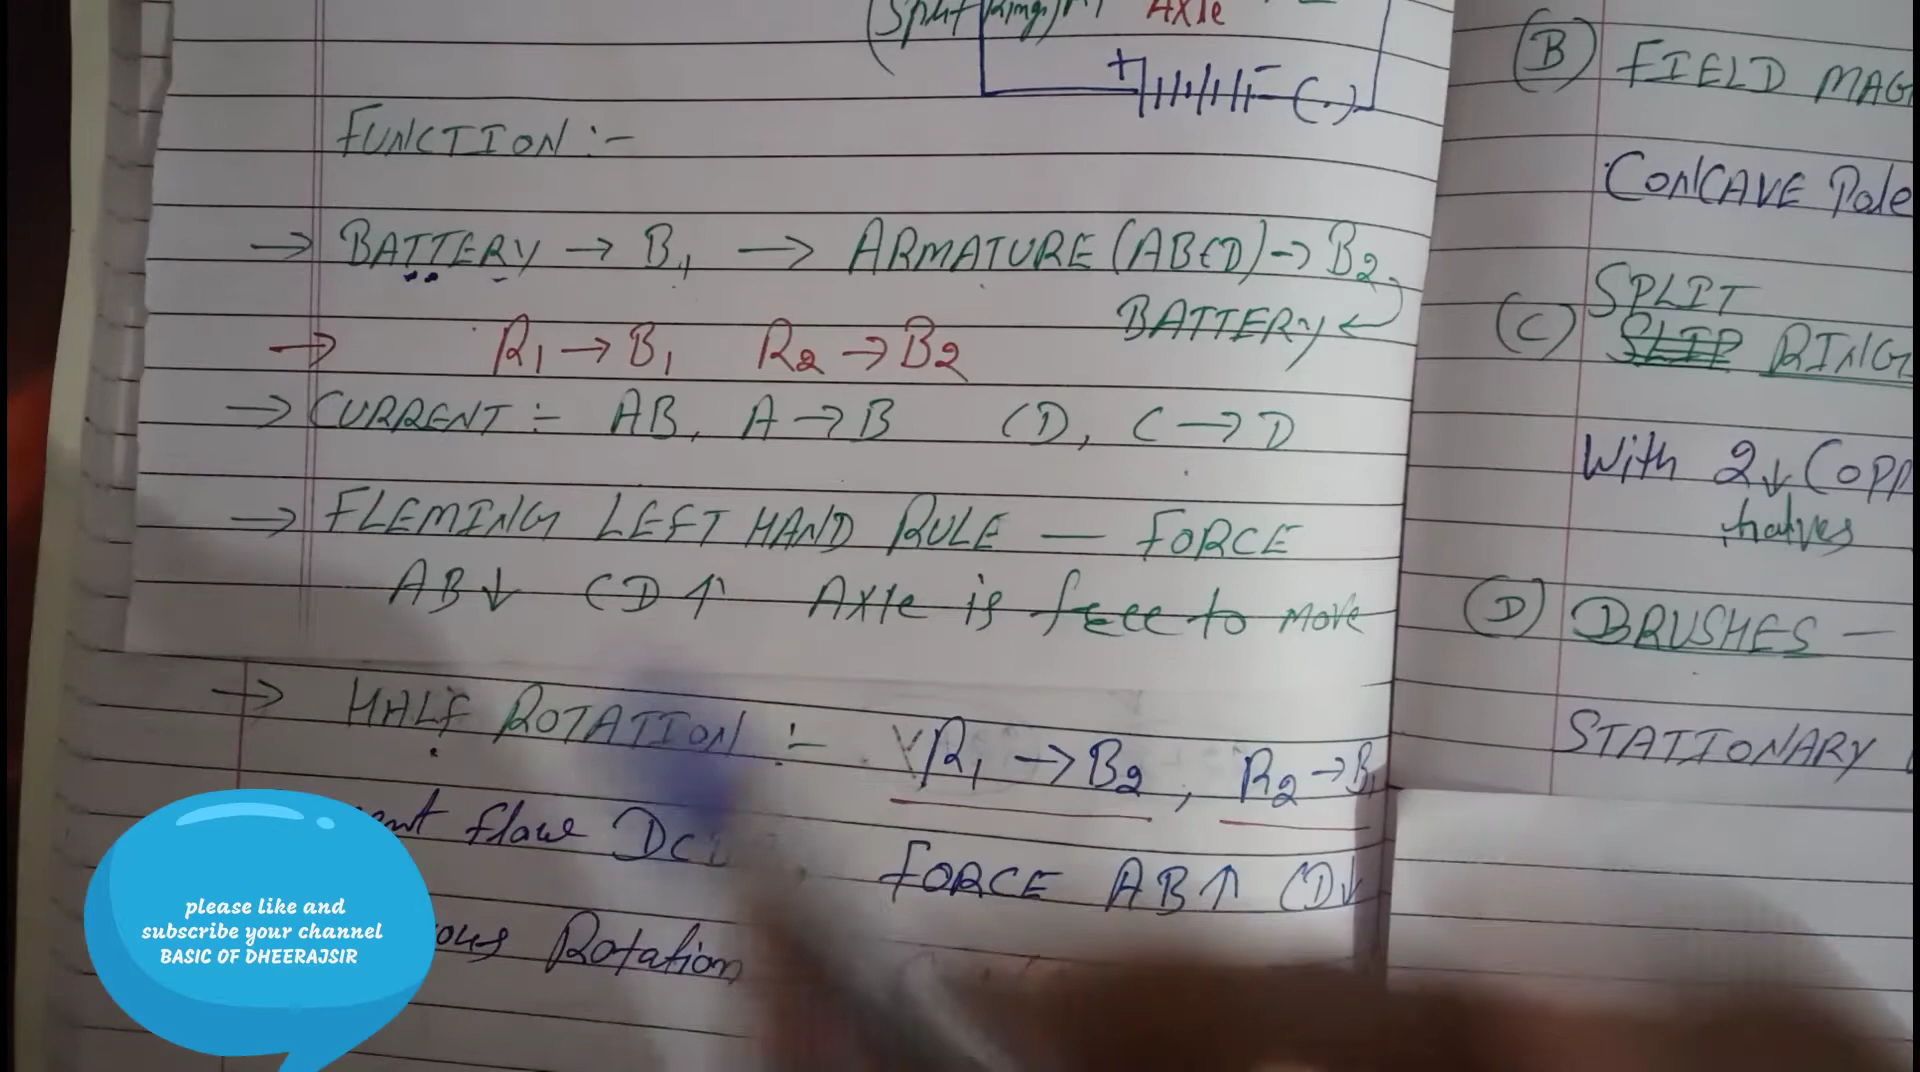 (Split Rings) Axle
+ - (.)
FUNCTION :-
→ BATTERY → B1 → ARMATURE (ABCD) → B2
BATTERY ↵
→ R1 → B1 R2 → B2
→ CURRENT :- AB, A → B CD, C → D
→ FLEMING LEFT HAND RULE — FORCE
AB↓ CD↑ Axle is free to move
→ HALF ROTATION :- R1 → B2, R2 → B1
flow DC
FORCE AB↑ CD↓
Rotation
please like and
subscribe your channel
BASIC OF DHEERAJSIR
(B) FIELD MAG
CONCAVE Pole
SPLIT
(C) SLIP RING
With 2↓ COPP
halves
(D) BRUSHES —
STATIONARY